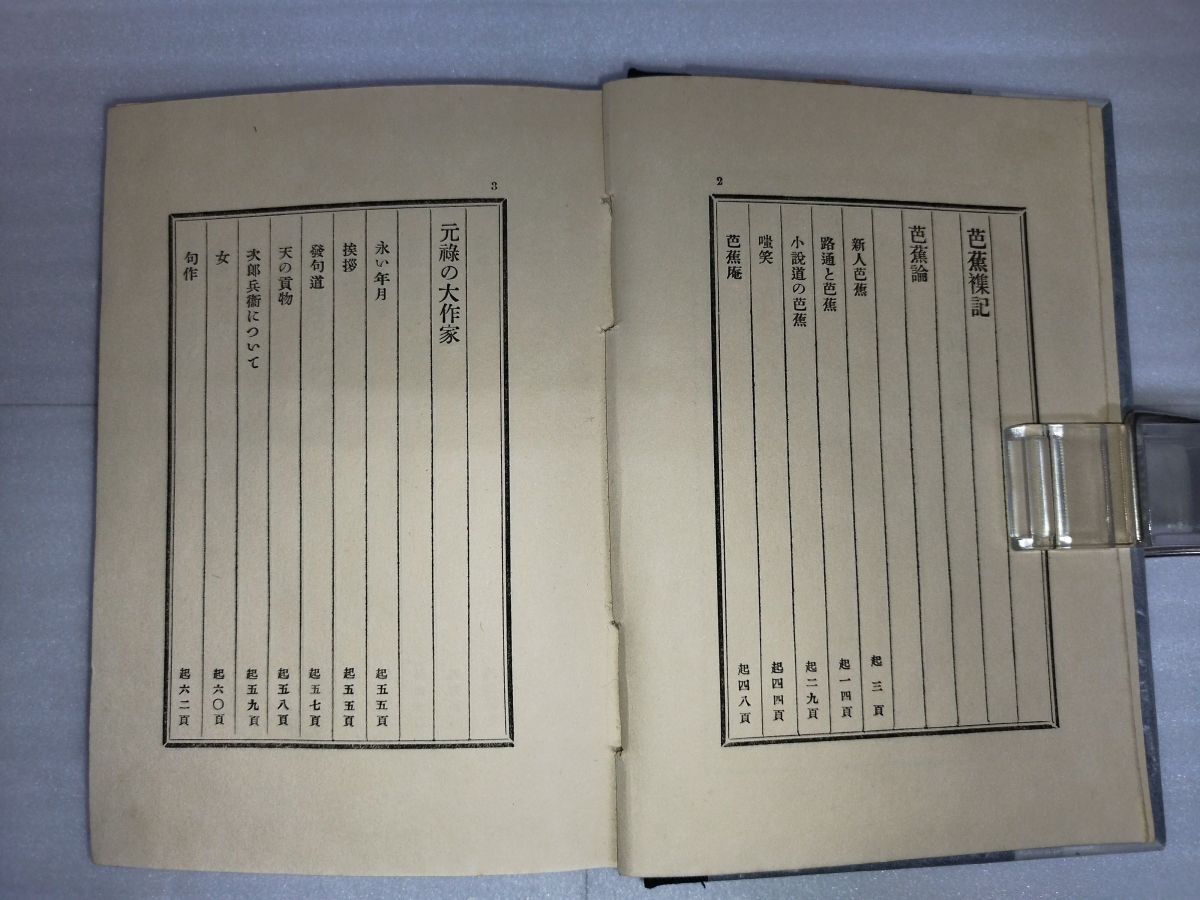 2
芭蕉襍記
芭蕉論
新人芭蕉 起三頁
路通と芭蕉 起一四頁
小說道の芭蕉 起二九頁
嗤笑 起四四頁
芭蕉庵 起四八頁
3
元祿の大作家
永い年月 起五五頁
挨拶 起五五頁
發句道 起五七頁
天の貢物 起五八頁
次郎兵衞について 起五九頁
女 起六〇頁
句作 起六二頁